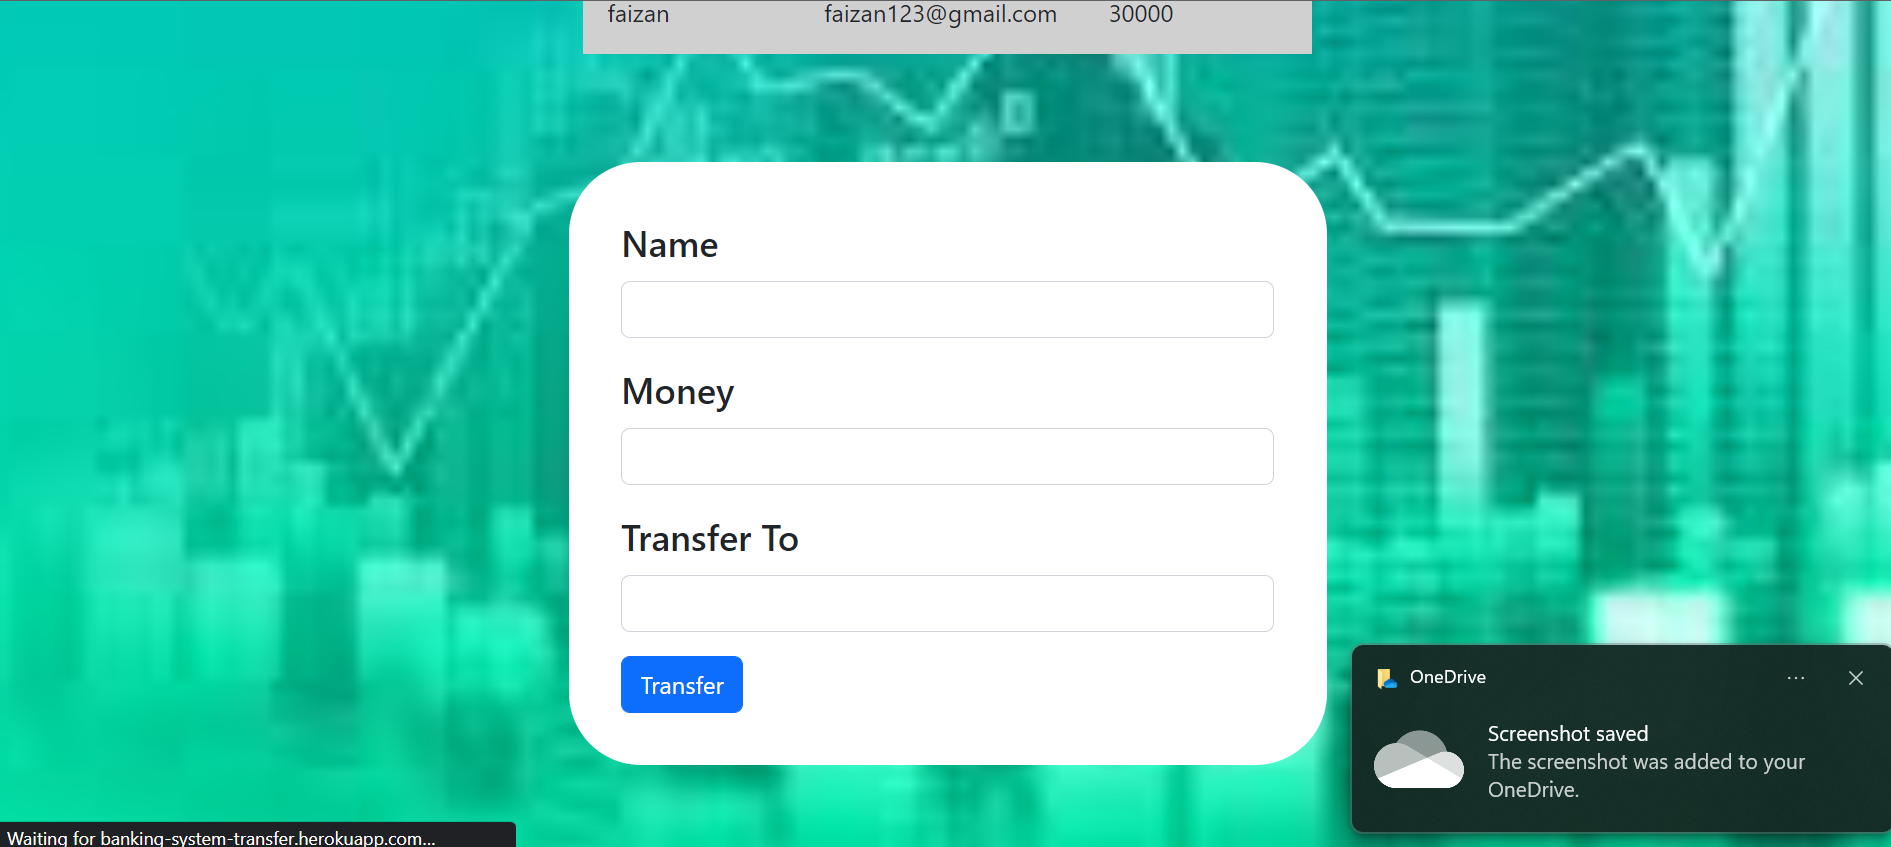 faizan faizan123@gmail.com 30000
Name
Money
Transfer To
Transfer
OneDrive
Screenshot saved
The screenshot was added to your
OneDrive.
Waiting for banking-system-transfer.herokuapp.com...